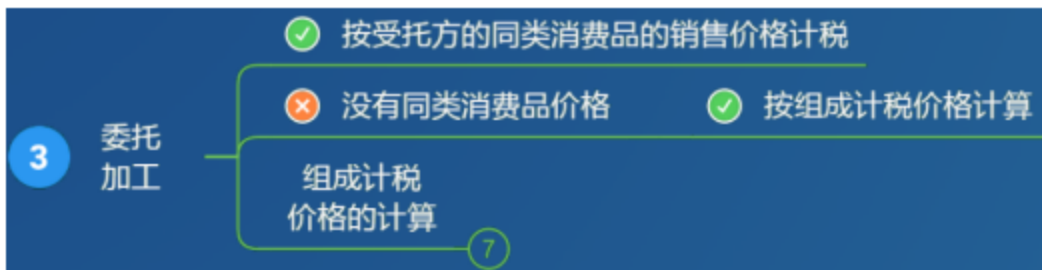 按受托方的同类消费品的销售价格计税
没有同类消费品价格
按组成计税价格计算
3
委托
加工
组成计税
价格的计算
7